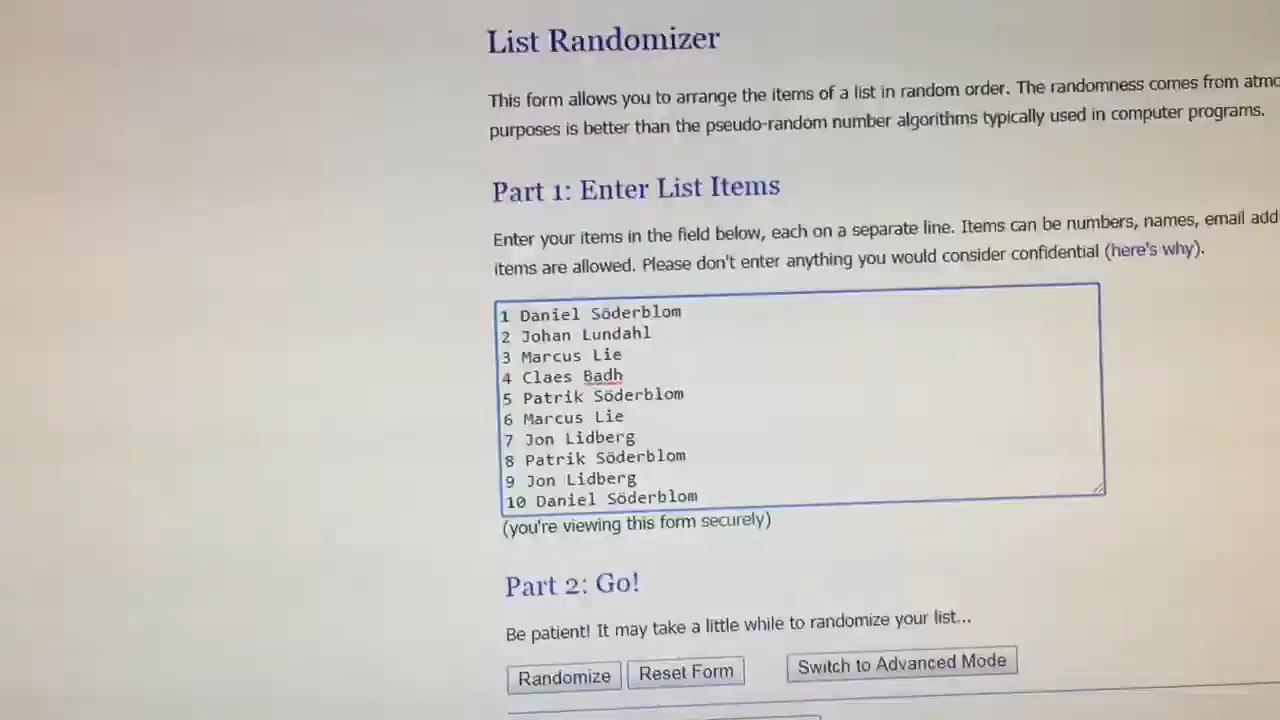 List Randomizer
This form allows you to arrange the items of a list in random order. The randomness comes from
purposes is better than the pseudo-random number algorithms typically used in computer programs.
Part 1: Enter List Items
Enter your items in the field below, each on a separate line. Items can be numbers, names, email
items are allowed. Please don't enter anything you would consider confidential (here's why).
1 Daniel Söderblom
2 Johan Lundahl
3 Marcus Lie
4 Claes Badh
5 Patrik Söderblom
6 Marcus Lie
7 Jon Lidberg
8 Patrik Söderblom
9 Jon Lidberg
10 Daniel Söderblom
(you're viewing this form securely)
Part 2: Go!
Be patient! It may take a little while to randomize your list...
Randomize Reset Form Switch to Advanced Mode